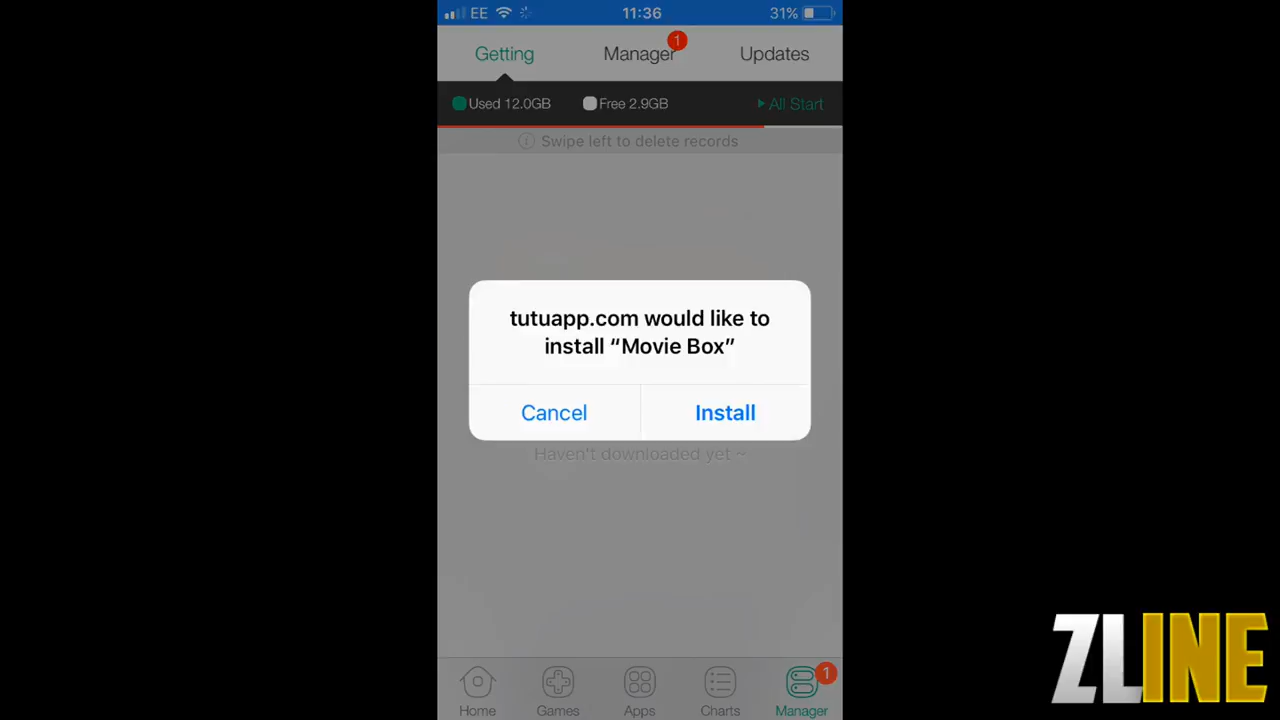 EE 11:36 31%
Getting Manager 1 Updates
Used 12.0GB Free 2.9GB All Start
Swipe left to delete records
tutuapp.com would like to
install “Movie Box”
Cancel Install
Haven't downloaded yet ~
Home Games Apps Charts Manager 1
ZLINE